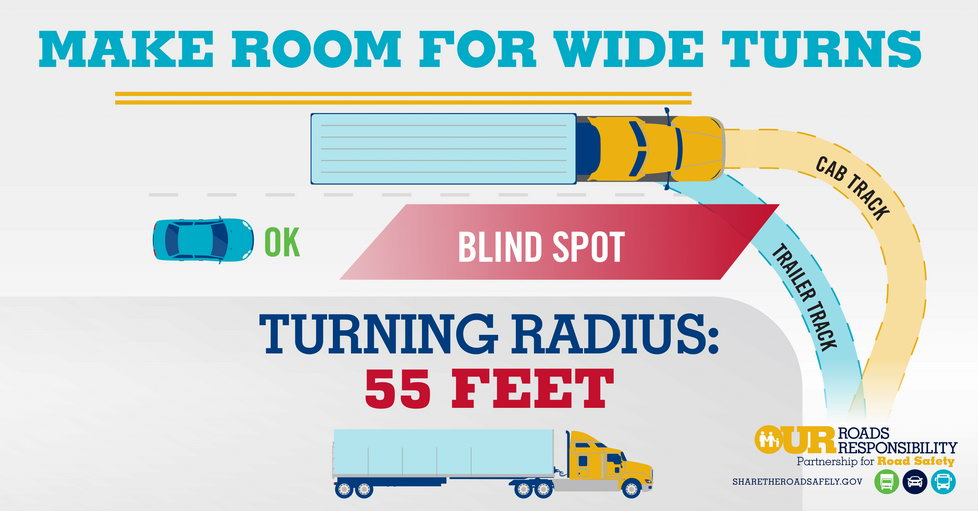 MAKE ROOM FOR WIDE TURNS
CAB TRACK
OK
BLIND SPOT
TRAILER TRACK
TURNING RADIUS:
55 FEET
OUR ROADS
RESPONSIBILITY
Partnership for Road Safety
SHARETHEROADSAFELY.GOV